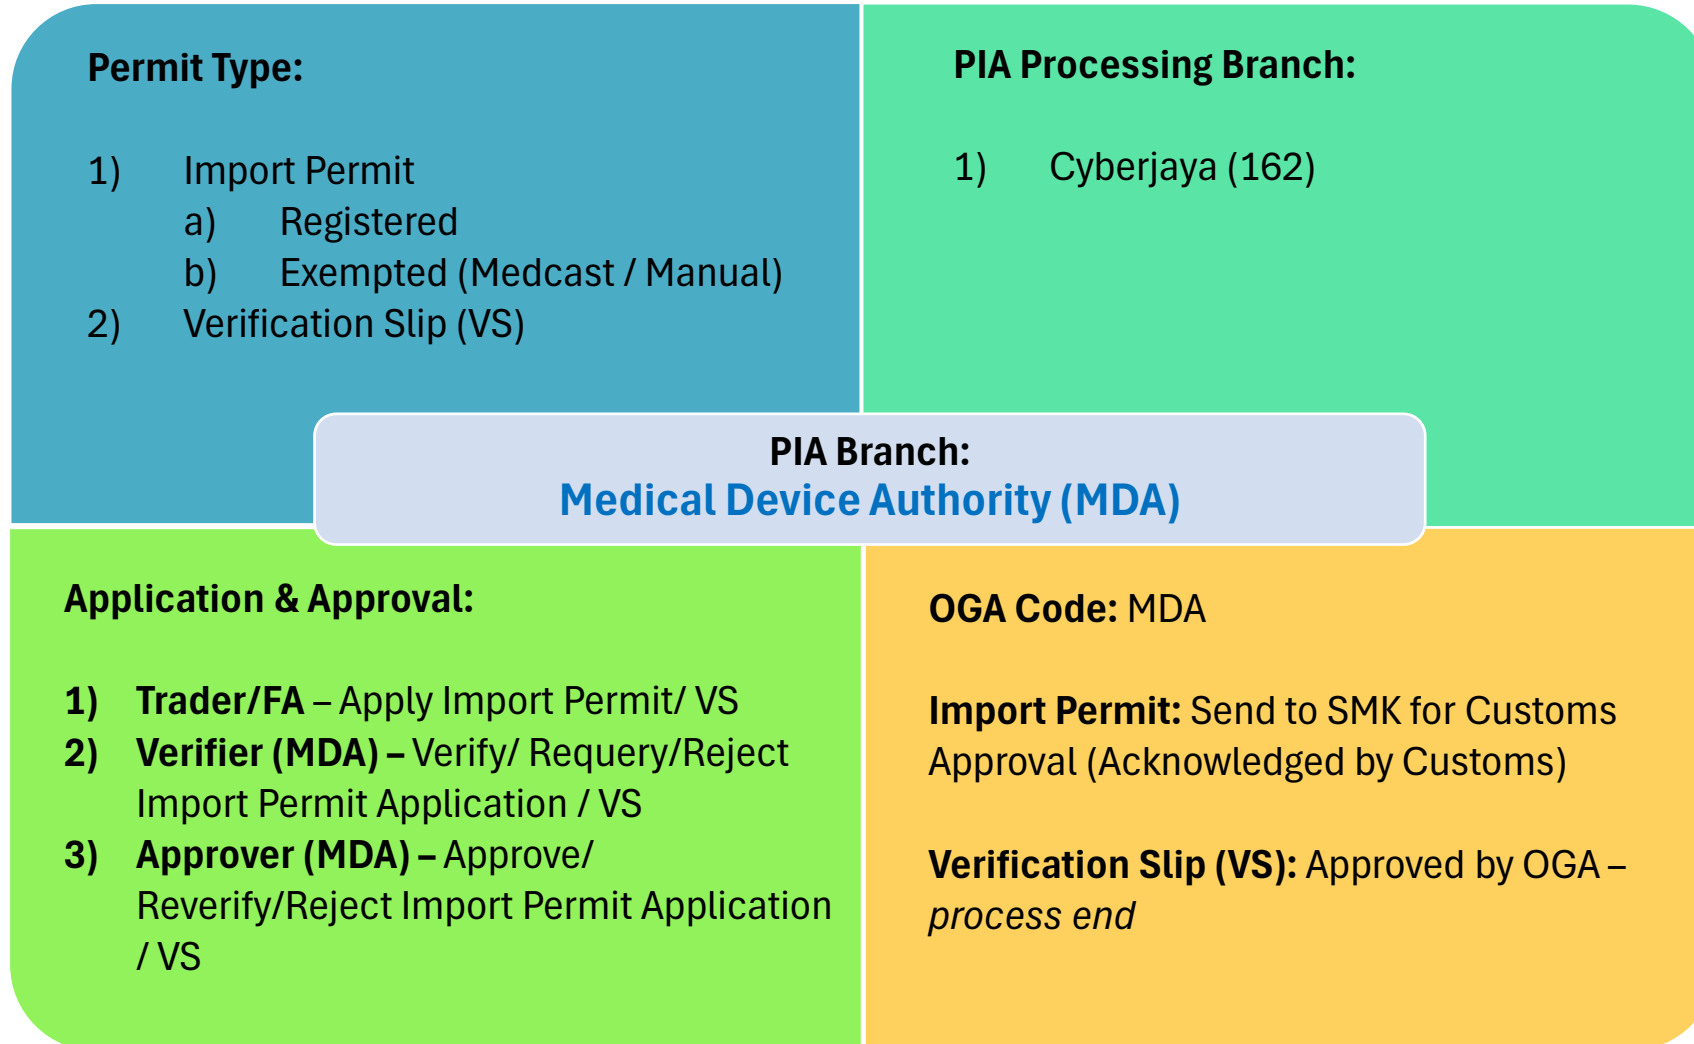 Permit Type:
1) Import Permit
a) Registered
b) Exempted (Medcast / Manual)
2) Verification Slip (VS)
PIA Processing Branch:
1) Cyberjaya (162)
PIA Branch:
Medical Device Authority (MDA)
Application & Approval:
1) Trader/FA – Apply Import Permit/ VS
2) Verifier (MDA) – Verify/ Requery/Reject
Import Permit Application / VS
3) Approver (MDA) – Approve/
Reverify/Reject Import Permit Application
/ VS
OGA Code: MDA
Import Permit: Send to SMK for Customs
Approval (Acknowledged by Customs)
Verification Slip (VS): Approved by OGA –
process end